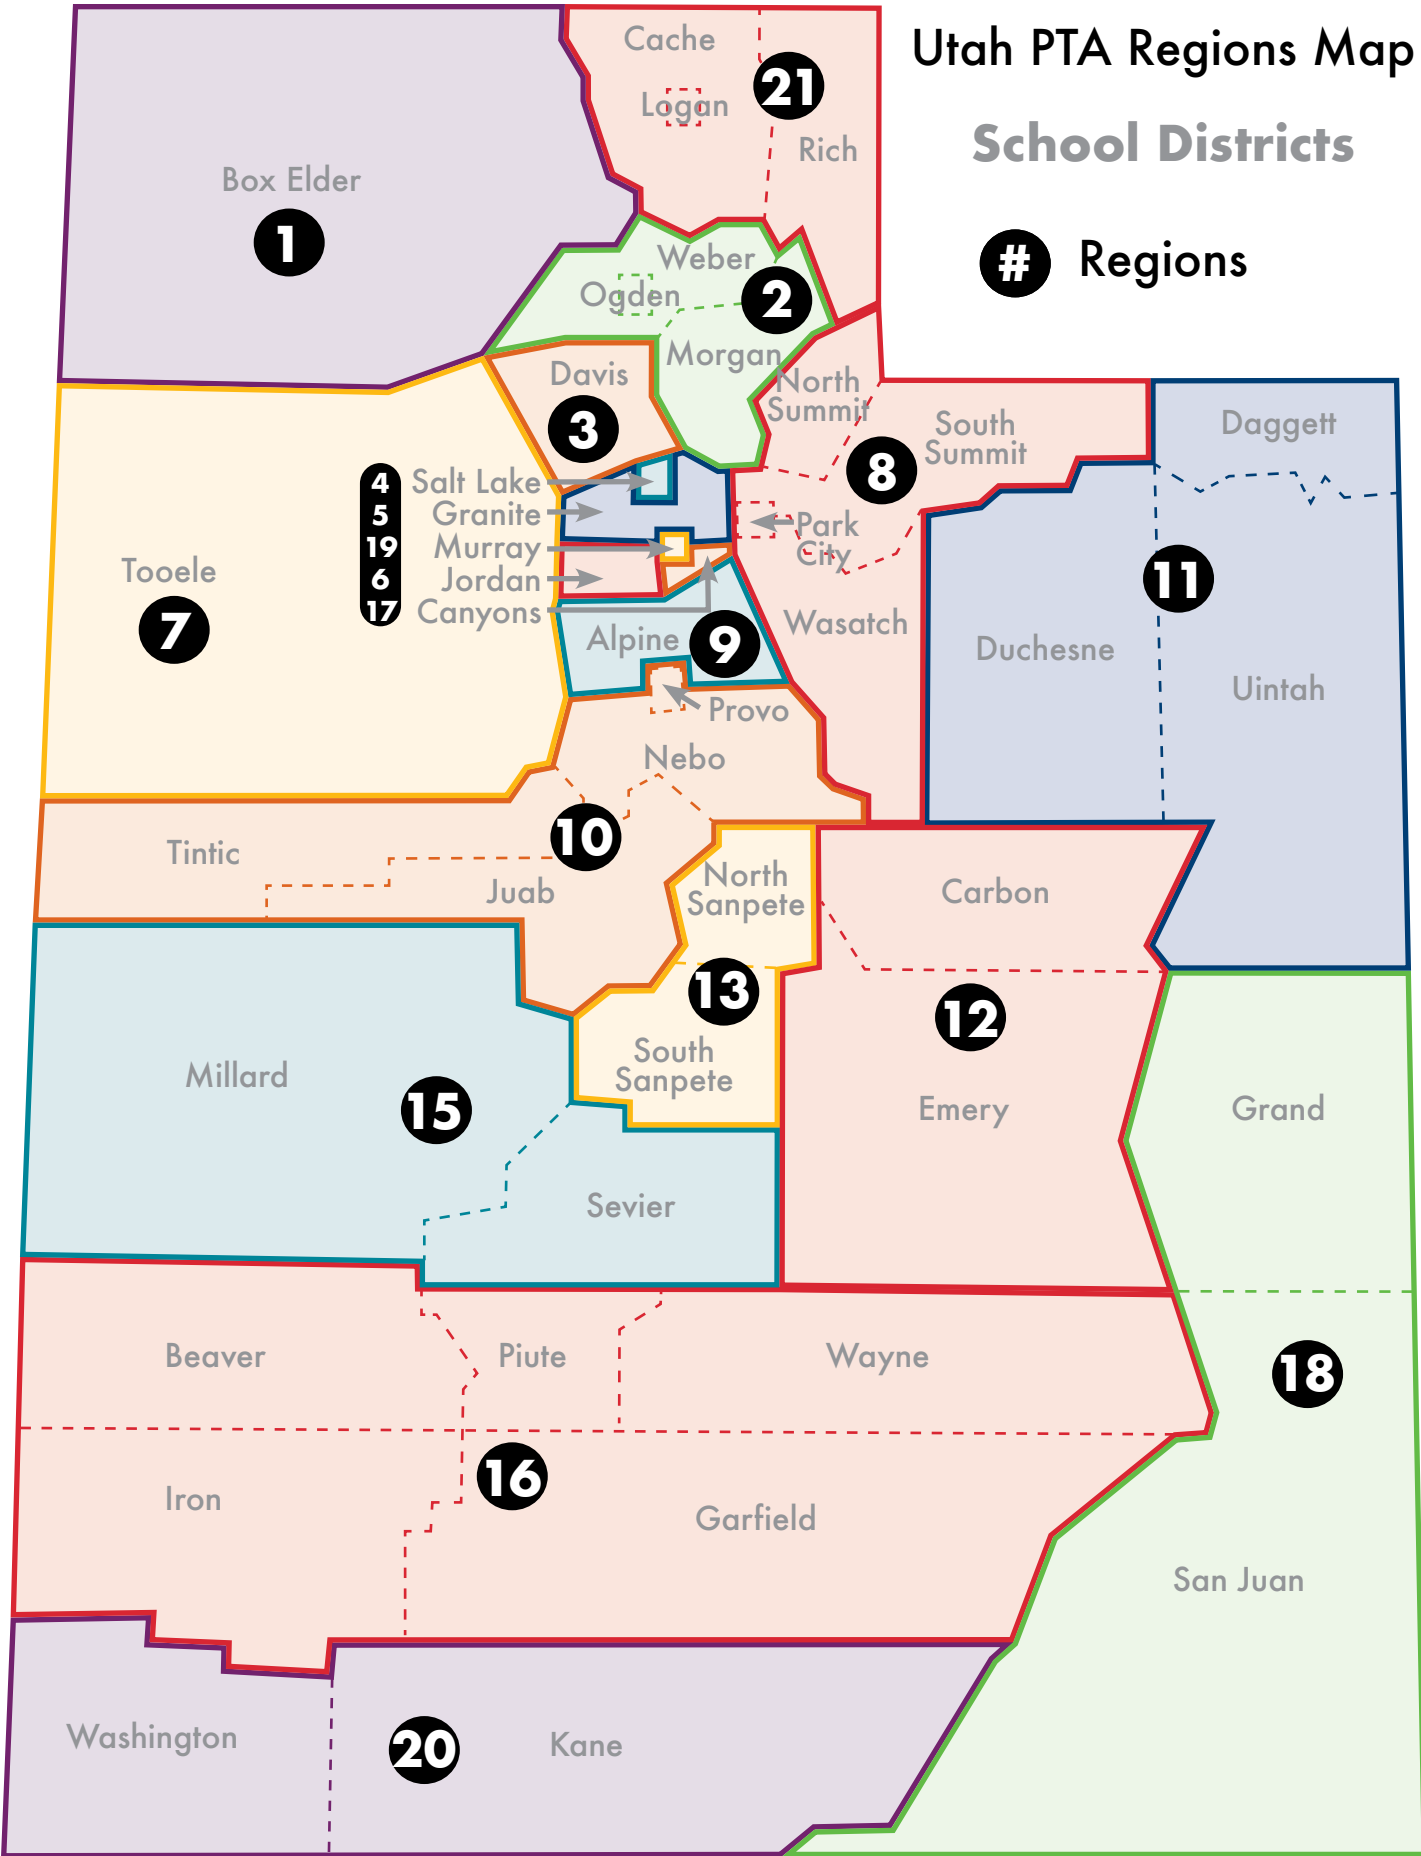 Utah PTA Regions Map
School Districts
# Regions
Cache
21
Logan
Rich
Box Elder
1
Weber
Ogden
2
Morgan
Davis
3
North
Summit
South
Summit
8
Daggett
4 Salt Lake
5 Granite
19 Murray
6 Jordan
17 Canyons
Park
City
Tooele
7
11
Alpine
9
Wasatch
Duchesne
Uintah
Provo
Nebo
10
Tintic
Juab
North
Sanpete
Carbon
13
12
South
Sanpete
Millard
15
Emery
Grand
Sevier
Beaver
Piute
Wayne
18
16
Iron
Garfield
San Juan
Washington
20
Kane